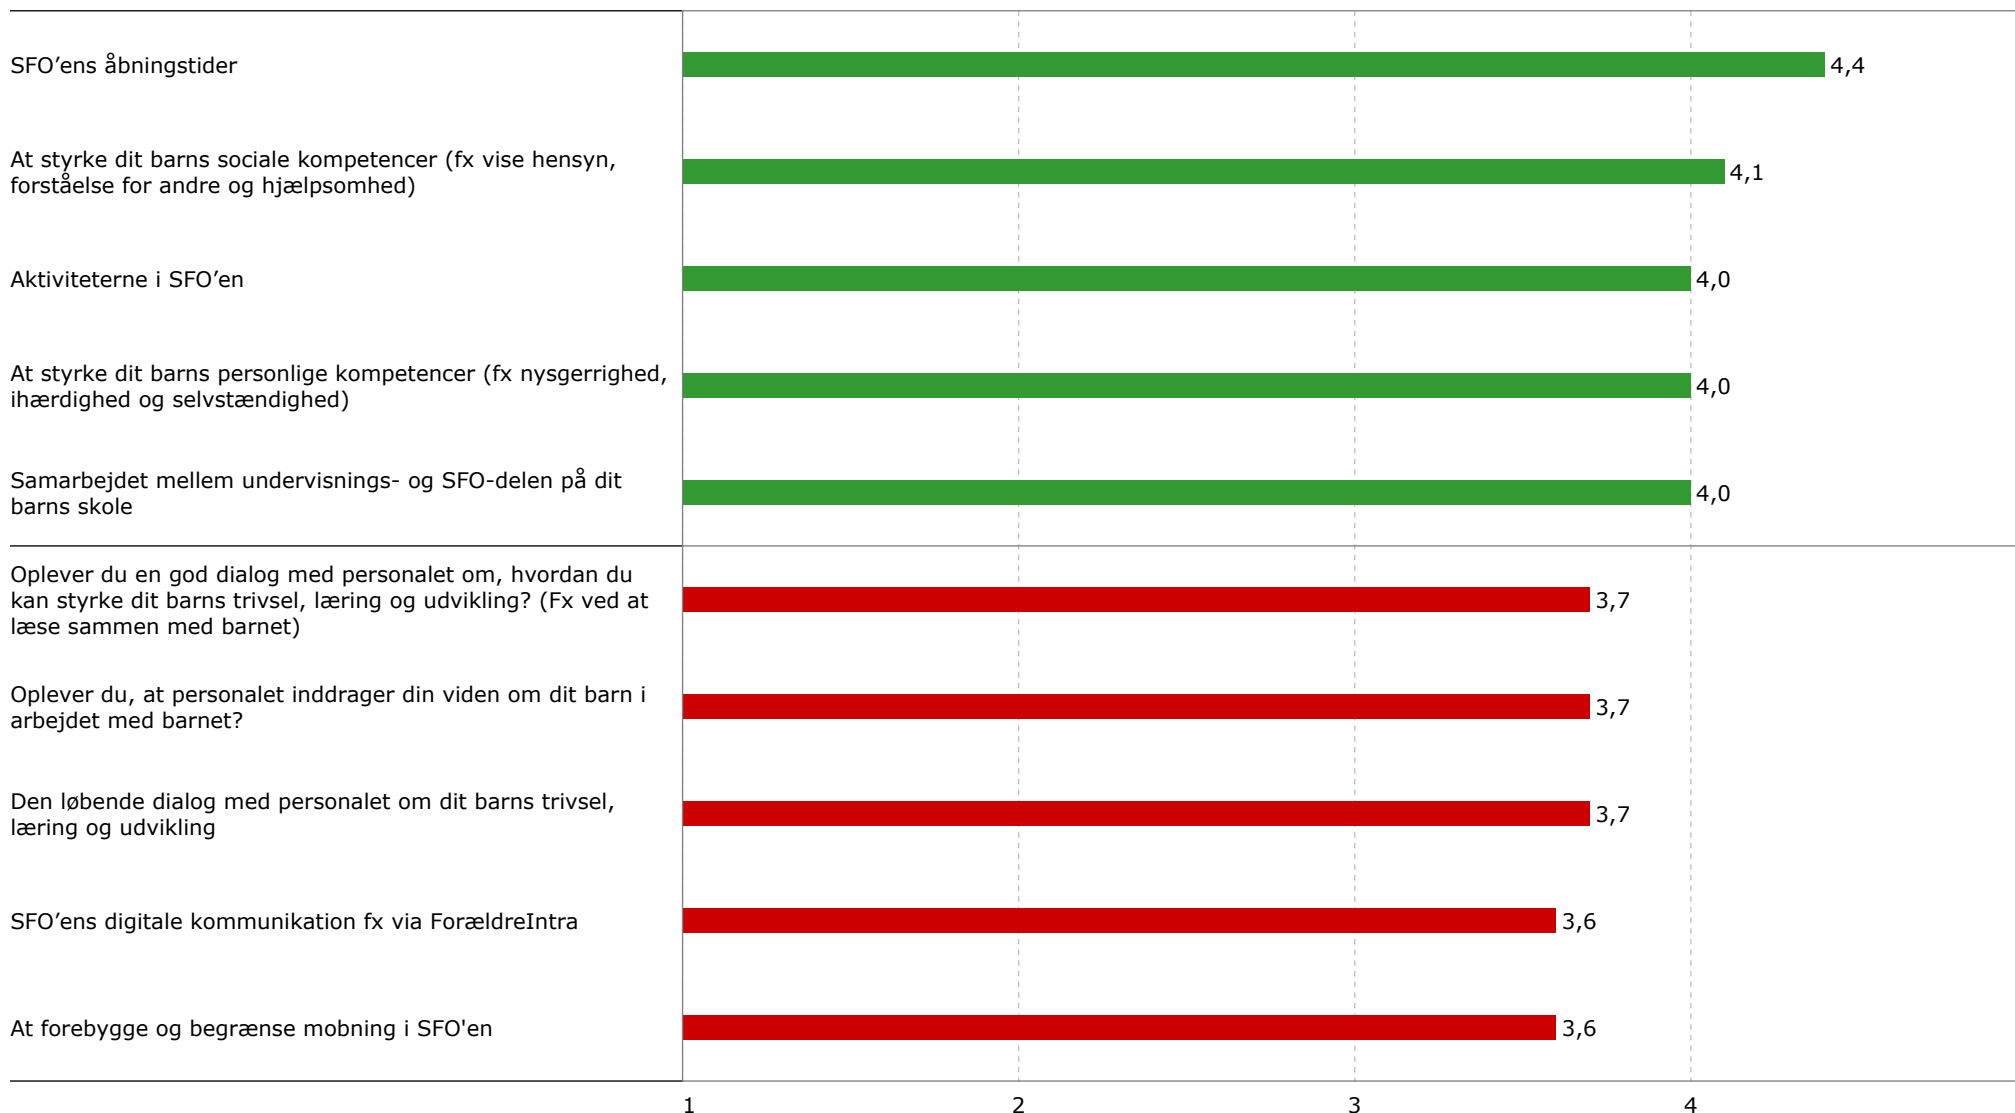 SFO’ens åbningstider
4,4
At styrke dit barns sociale kompetencer (fx vise hensyn,
forståelse for andre og hjælpsomhed)
4,1
Aktiviteterne i SFO’en
4,0
At styrke dit barns personlige kompetencer (fx nysgerrighed,
ihærdighed og selvstændighed)
4,0
Samarbejdet mellem undervisnings- og SFO-delen på dit
barns skole
4,0
Oplever du en god dialog med personalet om, hvordan du
kan styrke dit barns trivsel, læring og udvikling? (Fx ved at
læse sammen med barnet)
3,7
Oplever du, at personalet inddrager din viden om dit barn i
arbejdet med barnet?
3,7
Den løbende dialog med personalet om dit barns trivsel,
læring og udvikling
3,7
SFO’ens digitale kommunikation fx via ForældreIntra
3,6
At forebygge og begrænse mobning i SFO'en
3,6
1 2 3 4